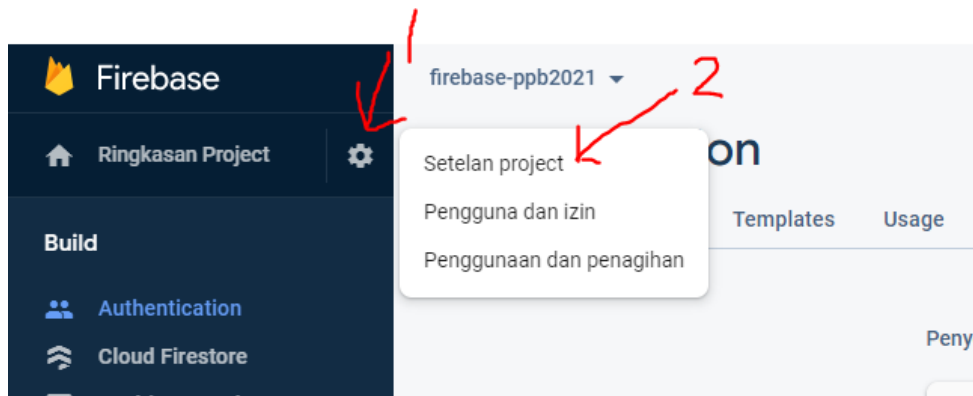 1
Firebase
firebase-ppb2021
2
Ringkasan Project
Setelan project
on
Pengguna dan izin
Templates
Usage
Build
Penggunaan dan penagihan
Authentication
Peny
Cloud Firestore